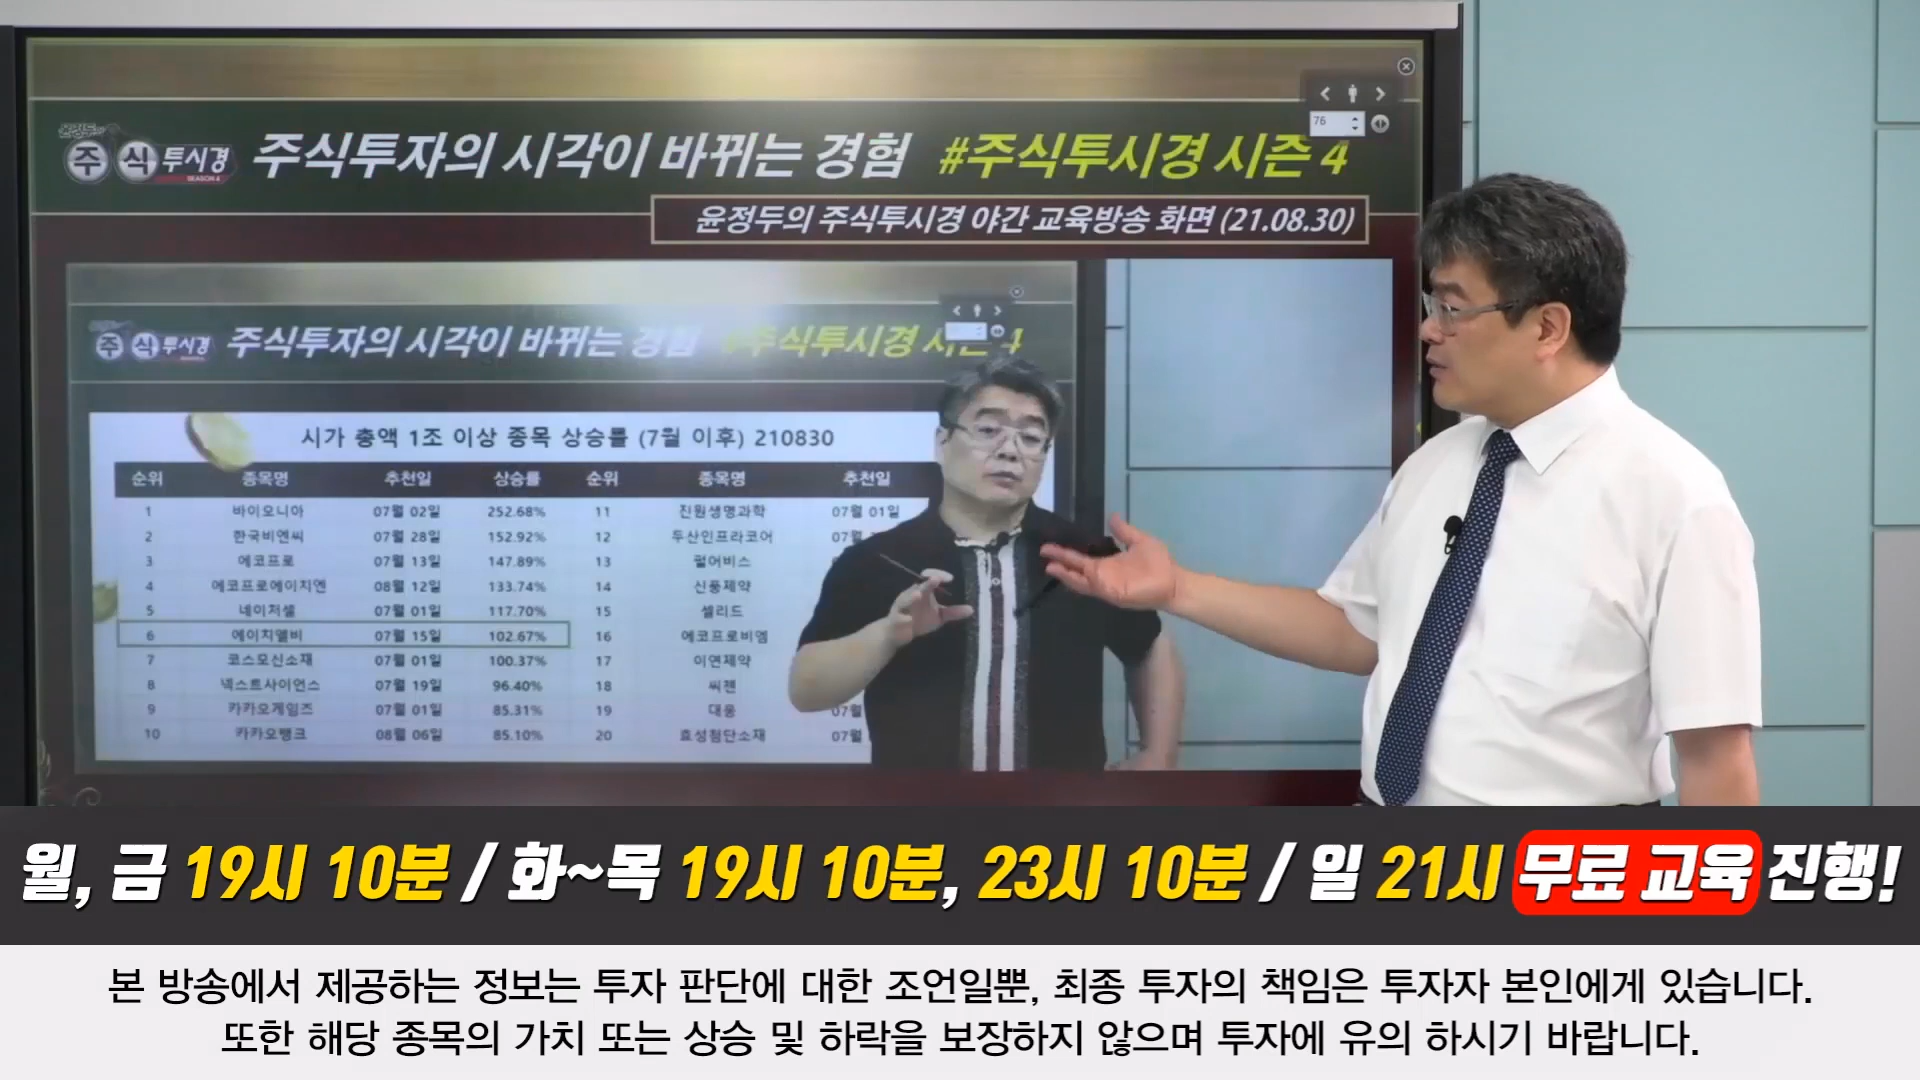 윤정두의
주식투시경 SEASON 4
주식투자의 시각이 바뀌는 경험 #주식투시경 시즌 4
76
윤정두의 주식투시경 야간 교육방송 화면 (21.08.30)
주식투시경 주식투자의 시각이 바뀌는 경험
시가 총액 1조 이상 종목 상승률 (7월 이후) 210830
순위 종목명 추천일 상승률 순위 종목명 추천일
1 바이오니아 07월 02일 252.68% 11 진원생명과학 07월 01일
2 한국비엔씨 07월 28일 152.92% 12 두산인프라코어 07월
3 에코프로 07월 13일 147.89% 13 펄어비스
4 에코프로에이치엔 08월 12일 133.74% 14 신풍제약
5 네이처셀 07월 01일 117.70% 15 셀리드
6 에이치엘비 07월 15일 102.67% 16 에코프로비엠
7 코스모신소재 07월 01일 100.37% 17 이연제약
8 넥스트사이언스 07월 19일 96.40% 18 씨젠
9 카카오게임즈 07월 01일 85.31% 19 대웅 07월
10 카카오뱅크 08월 06일 85.10% 20 효성첨단소재 07월
월, 금 19시 10분 / 화~목 19시 10분, 23시 10분 / 일 21시 무료 교육 진행!
본 방송에서 제공하는 정보는 투자 판단에 대한 조언일뿐, 최종 투자의 책임은 투자자 본인에게 있습니다.
또한 해당 종목의 가치 또는 상승 및 하락을 보장하지 않으며 투자에 유의 하시기 바랍니다.